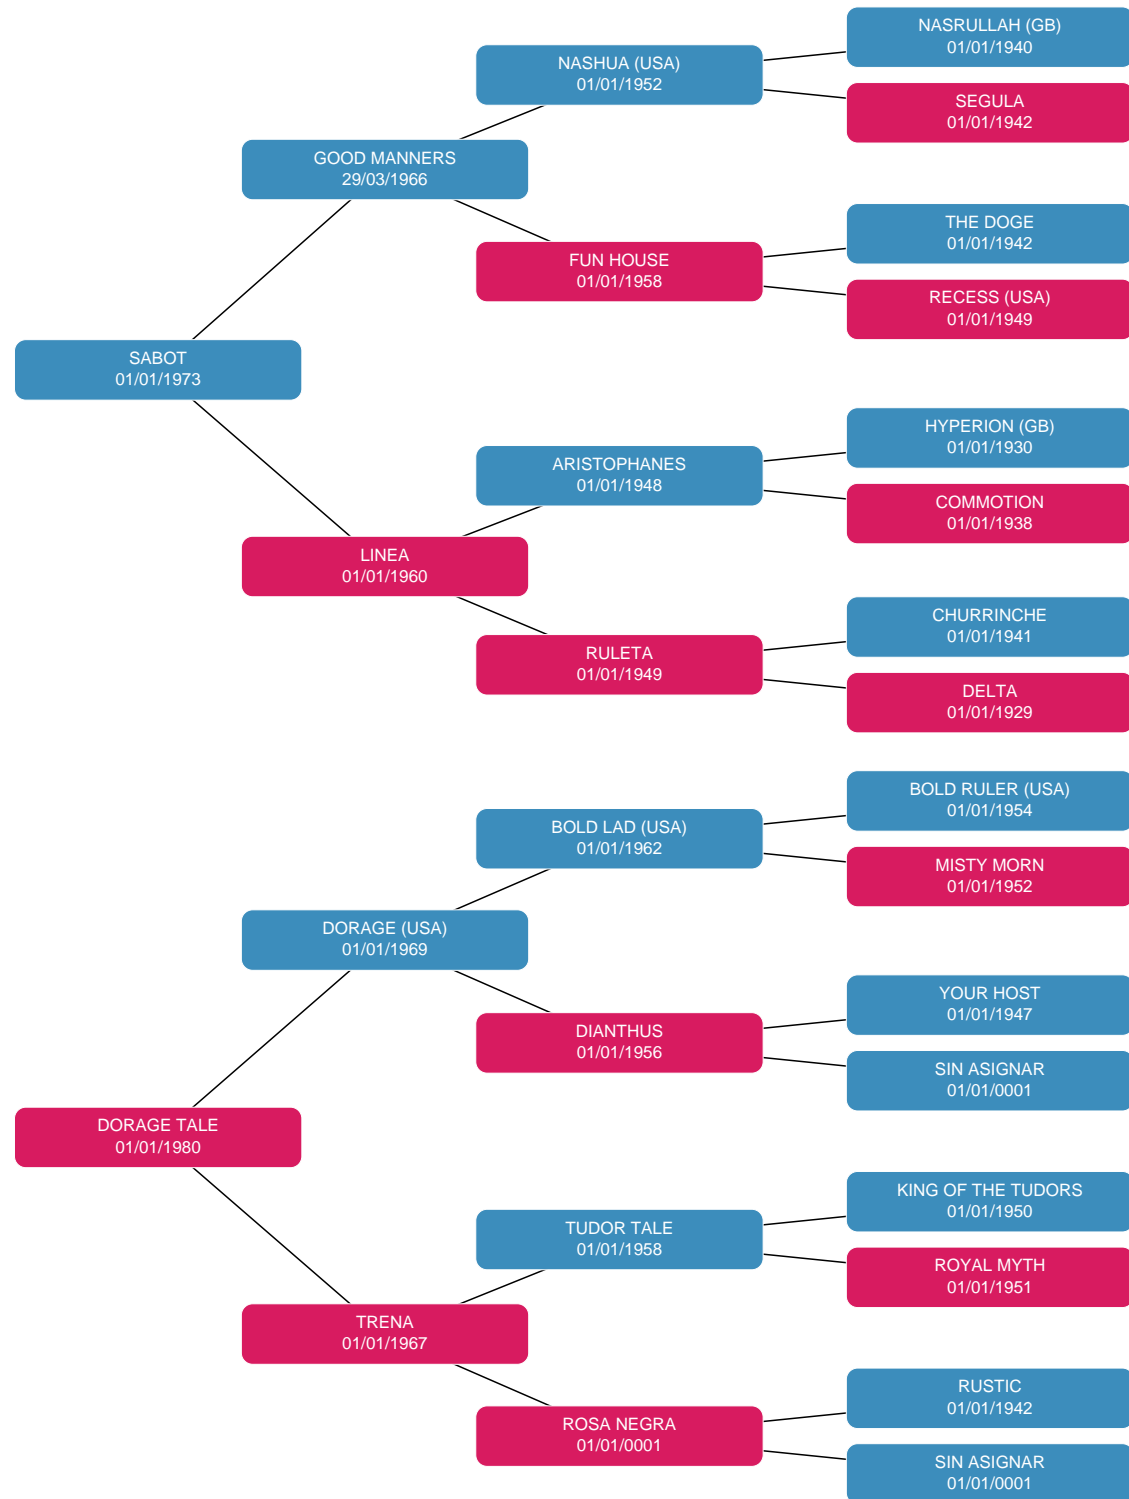 NASRULLAH (GB)
01/01/1940
NASHUA (USA)
01/01/1952
SEGULA
01/01/1942
GOOD MANNERS
29/03/1966
THE DOGE
01/01/1942
FUN HOUSE
01/01/1958
RECESS (USA)
01/01/1949
SABOT
01/01/1973
HYPERION (GB)
01/01/1930
ARISTOPHANES
01/01/1948
COMMOTION
01/01/1938
LINEA
01/01/1960
CHURRINCHE
01/01/1941
RULETA
01/01/1949
DELTA
01/01/1929
BOLD RULER (USA)
01/01/1954
BOLD LAD (USA)
01/01/1962
MISTY MORN
01/01/1952
DORAGE (USA)
01/01/1969
YOUR HOST
01/01/1947
DIANTHUS
01/01/1956
SIN ASIGNAR
01/01/0001
DORAGE TALE
01/01/1980
KING OF THE TUDORS
01/01/1950
TUDOR TALE
01/01/1958
ROYAL MYTH
01/01/1951
TRENA
01/01/1967
RUSTIC
01/01/1942
ROSA NEGRA
01/01/0001
SIN ASIGNAR
01/01/0001